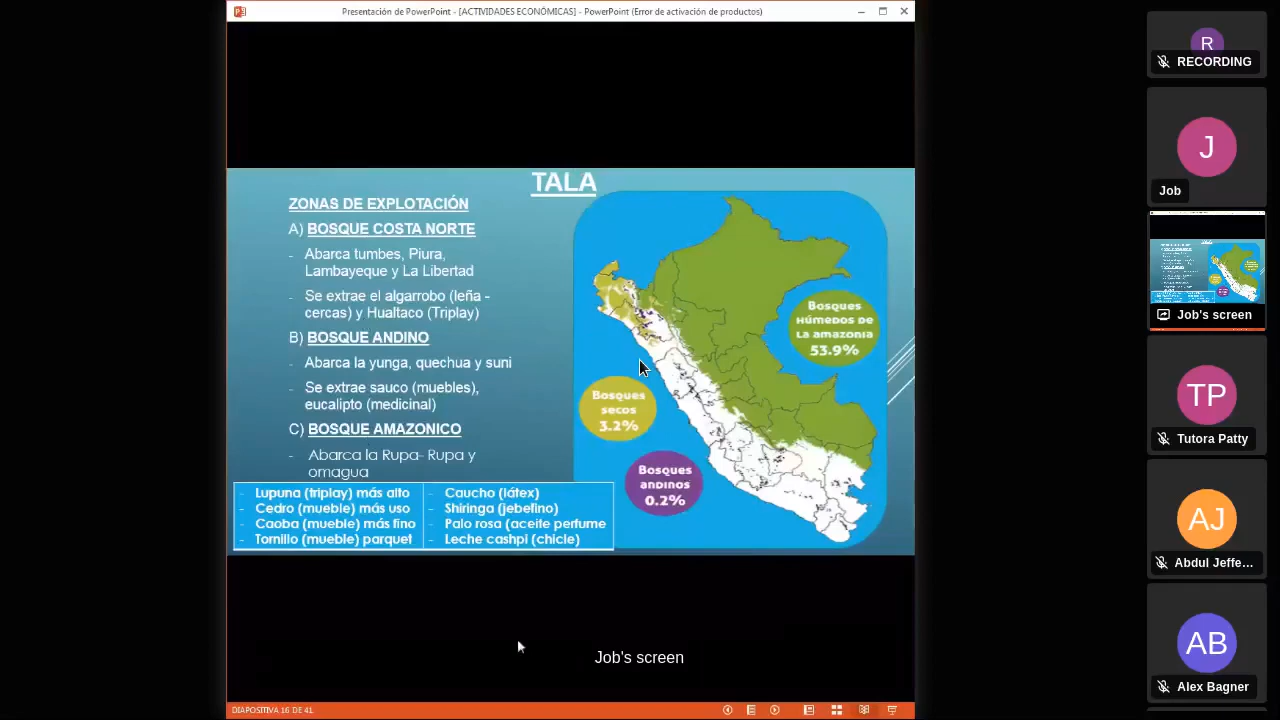 Presentación de PowerPoint - [ACTIVIDADES ECONÓMICAS] - PowerPoint (Error de activación de productos)
TALA
ZONAS DE EXPLOTACIÓN
A) BOSQUE COSTA NORTE
- Abarca tumbes, Piura,
Lambayeque y La Libertad
- Se extrae el algarrobo (leña -
cercas) y Hualtaco (Triplay)
B) BOSQUE ANDINO
- Abarca la yunga, quechua y suni
- Se extrae sauco (muebles),
eucalipto (medicinal)
C) BOSQUE AMAZONICO
- Abarca la Rupa- Rupa y
omagua
- Lupuna (triplay) más alto
- Cedro (mueble) más uso
- Caoba (mueble) más fino
- Tornillo (mueble) parquet
- Caucho (látex)
- Shiringa (jebefino)
- Palo rosa (aceite perfume
- Leche cashpi (chicle)
Bosques
Húmedos de
la amazonia
53.9%
Bosques
secos
3.2%
Bosques
andinos
0.2%
Job's screen
DIAPOSITIVA 16 DE 41
R
RECORDING
J
Job
Job's screen
TP
Tutora Patty
AJ
Abdul Jeffe...
AB
Alex Bagner